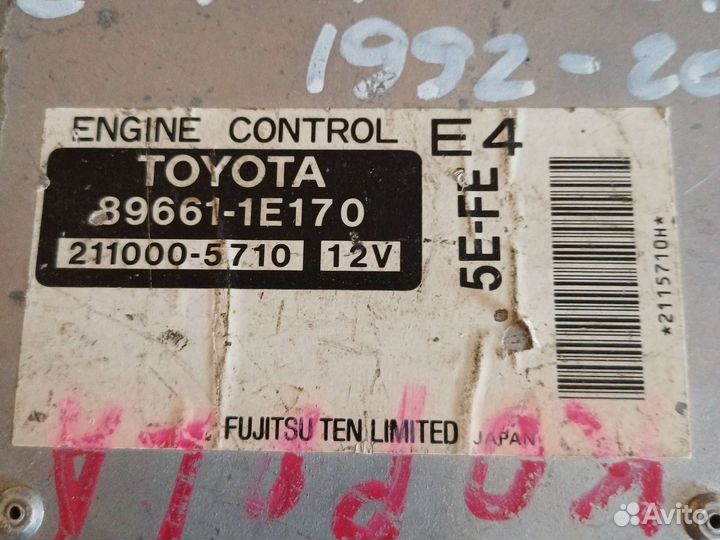 1992-20
ENGINE CONTROL E4
TOYOTA
89661-1E170
211000-5710 12V
5E-FE
*2115710H*
FUJITSU TEN LIMITED JAPAN
КОРОЛА
Avito